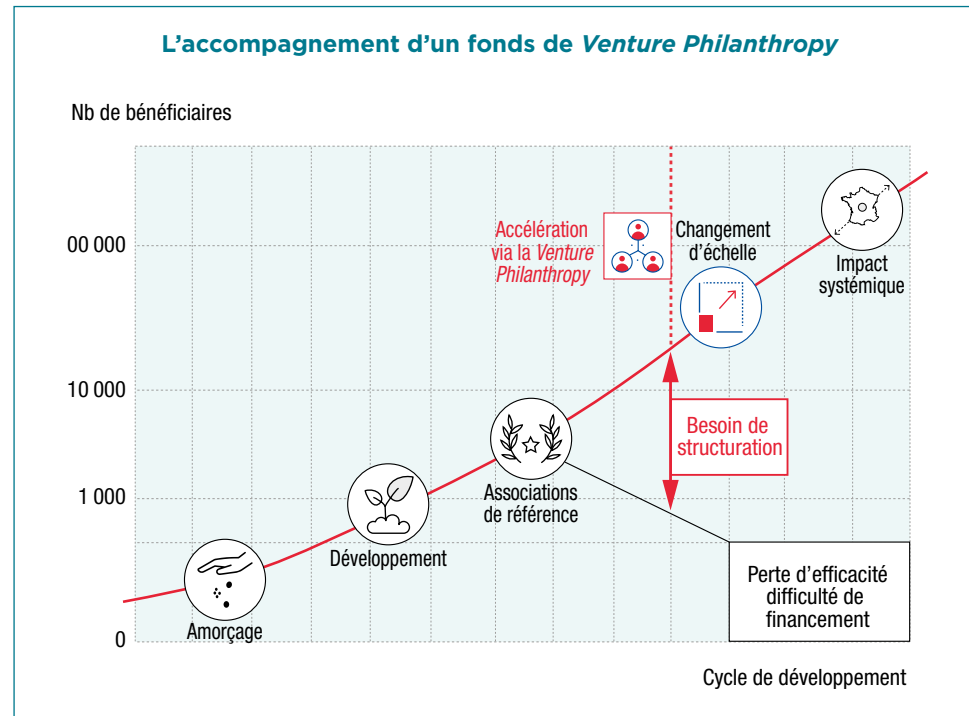 L’accompagnement d’un fonds de Venture Philanthropy
Nb de bénéficiaires
00 000
10 000
1 000
0
Amorçage
Développement
Associations
de référence
Accélération
via la Venture
Philanthropy
Changement
d’échelle
Impact
systémique
Besoin de
structuration
Perte d’efficacité
difficulté de
financement
Cycle de développement